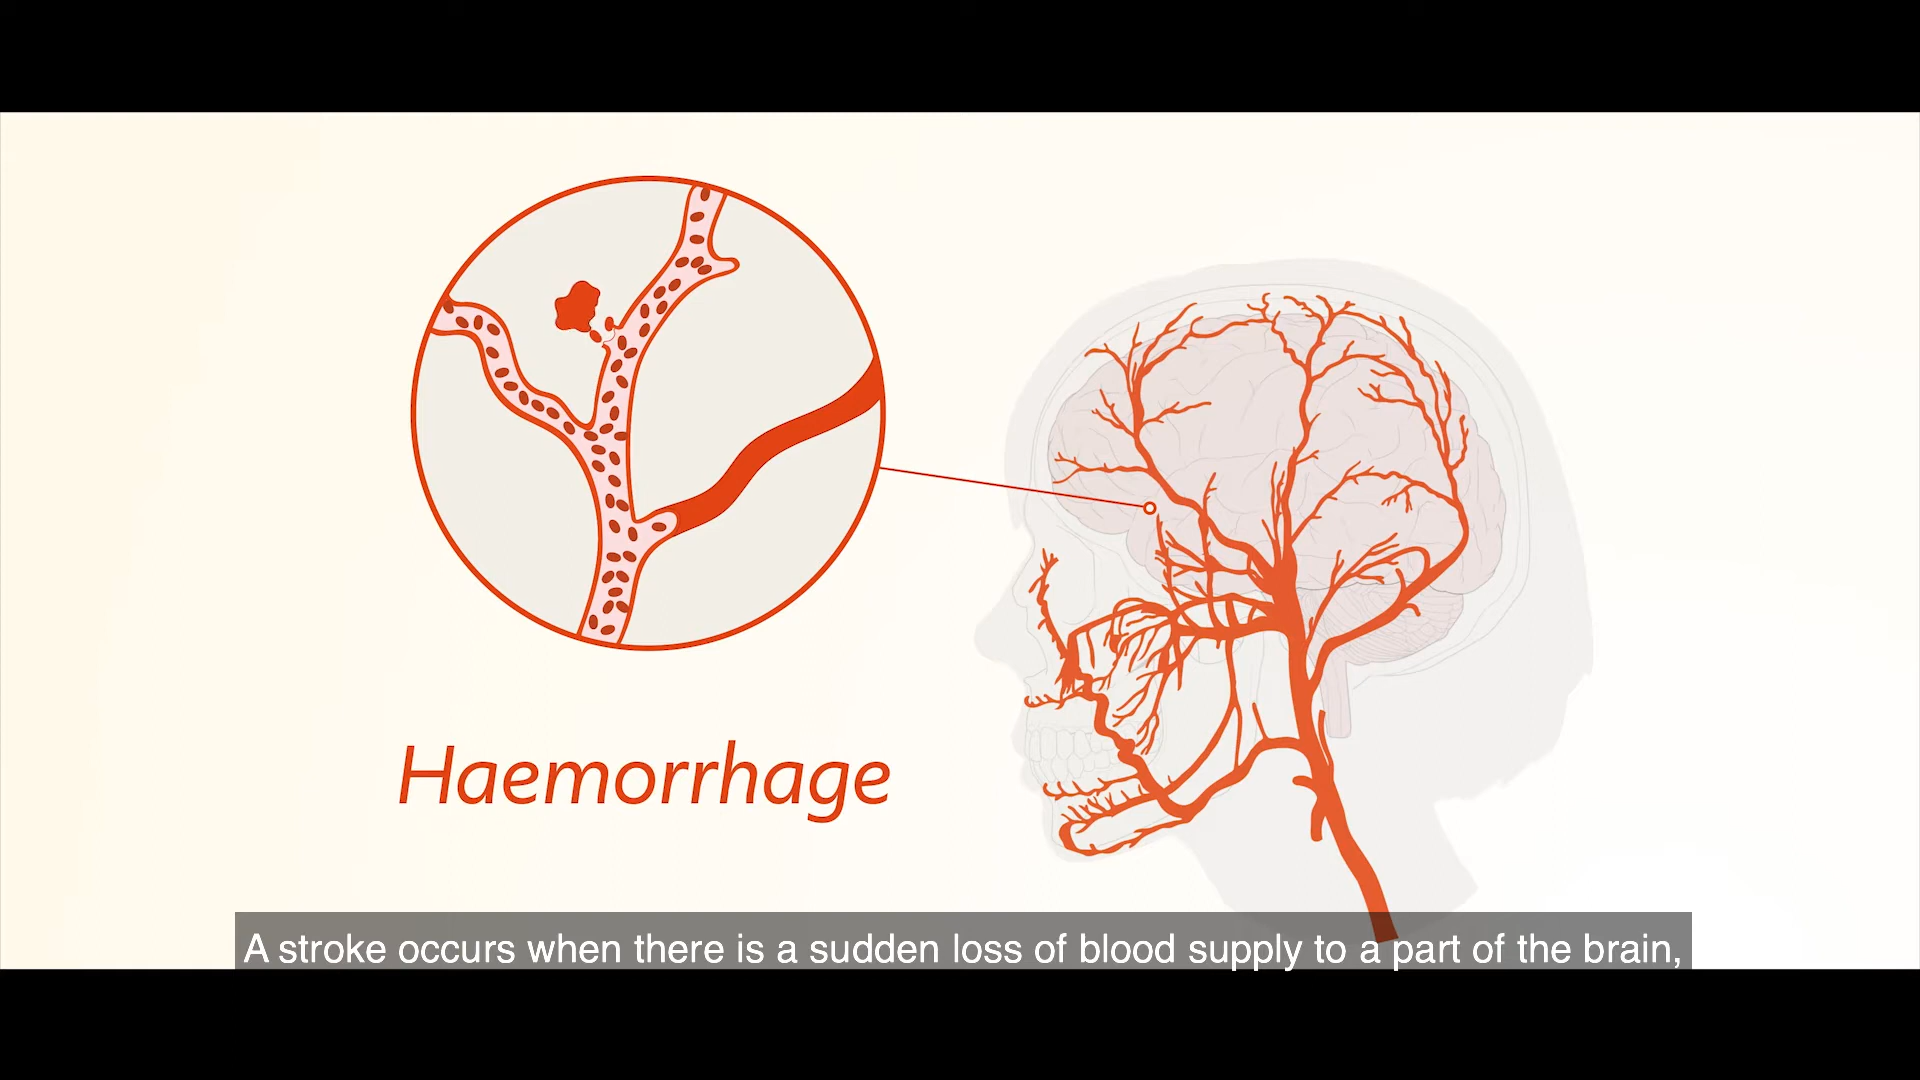 Haemorrhage
A stroke occurs when there is a sudden loss of blood supply to a part of the brain,